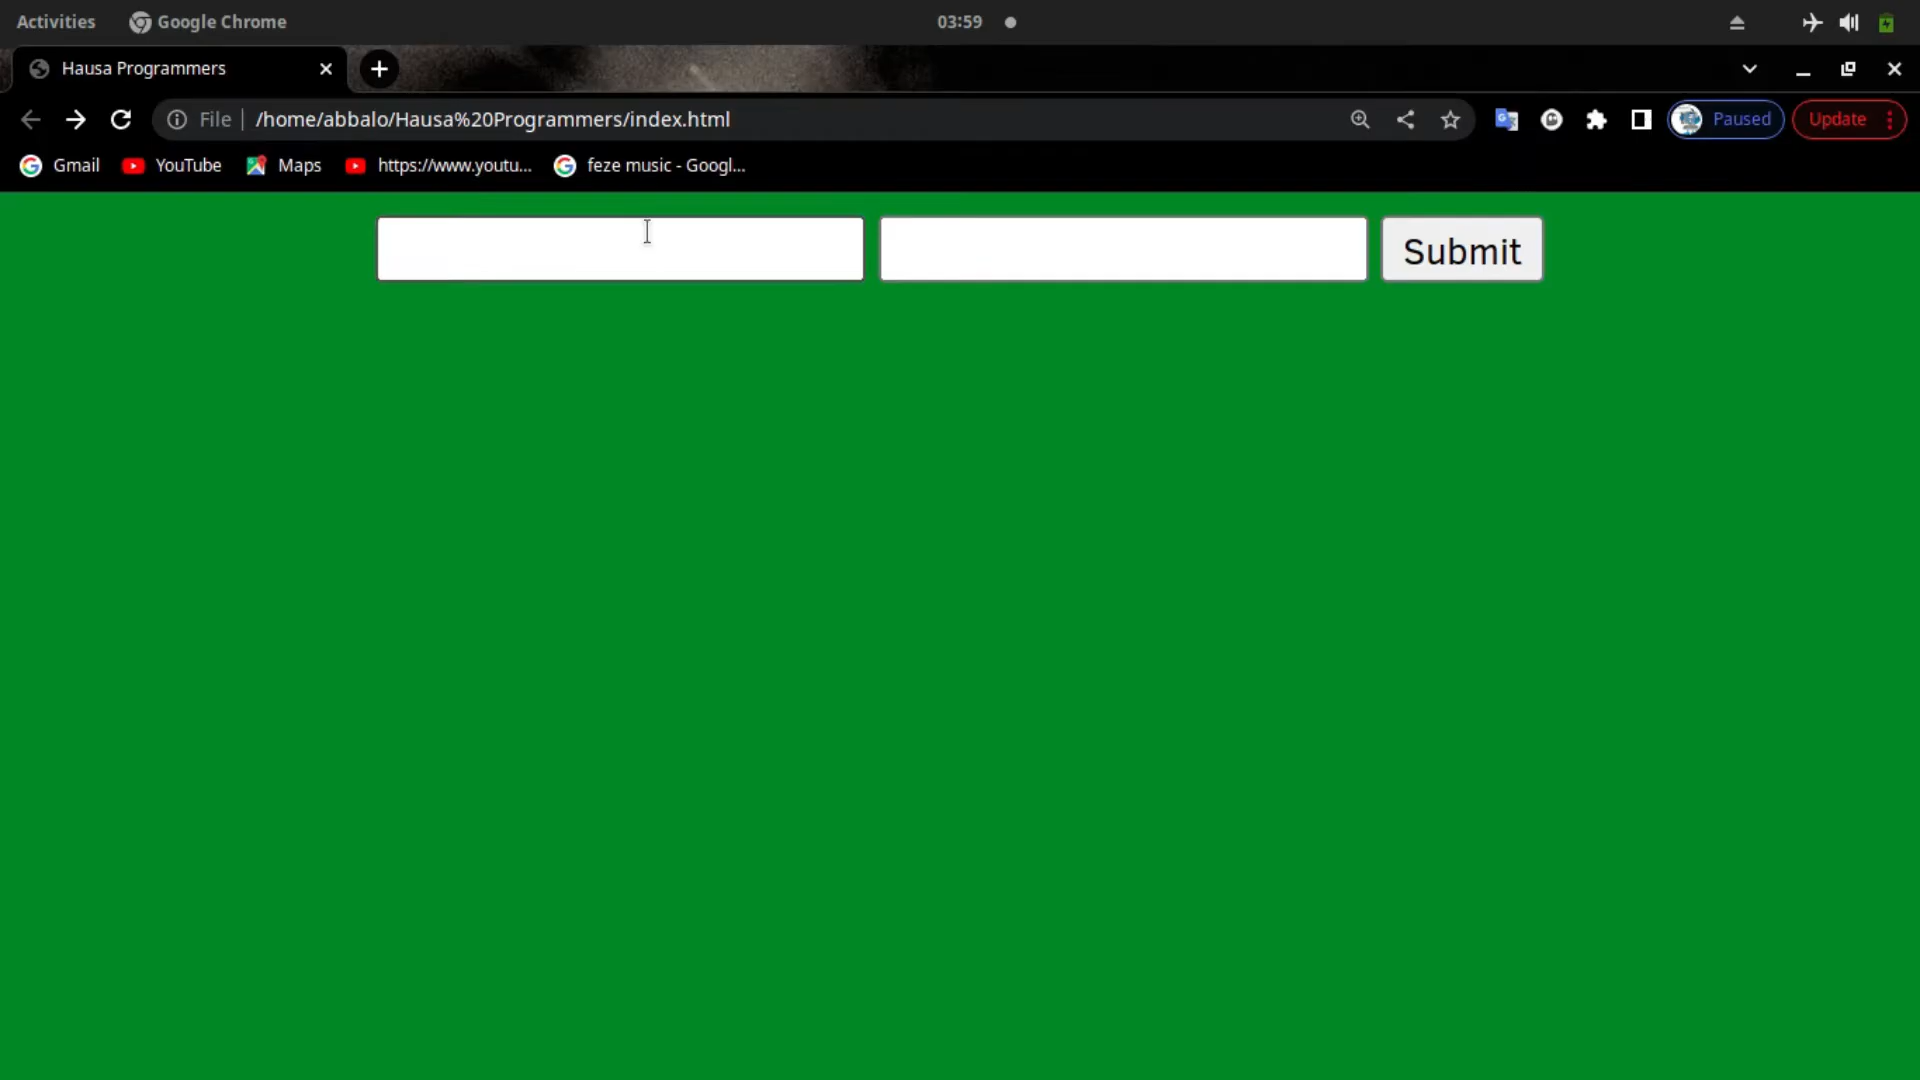 Activities Google Chrome 03:59
Hausa Programmers
File /home/abbalo/Hausa%20Programmers/index.html Paused Update
Gmail YouTube Maps https://www.youtu... feze music - Googl...
Submit